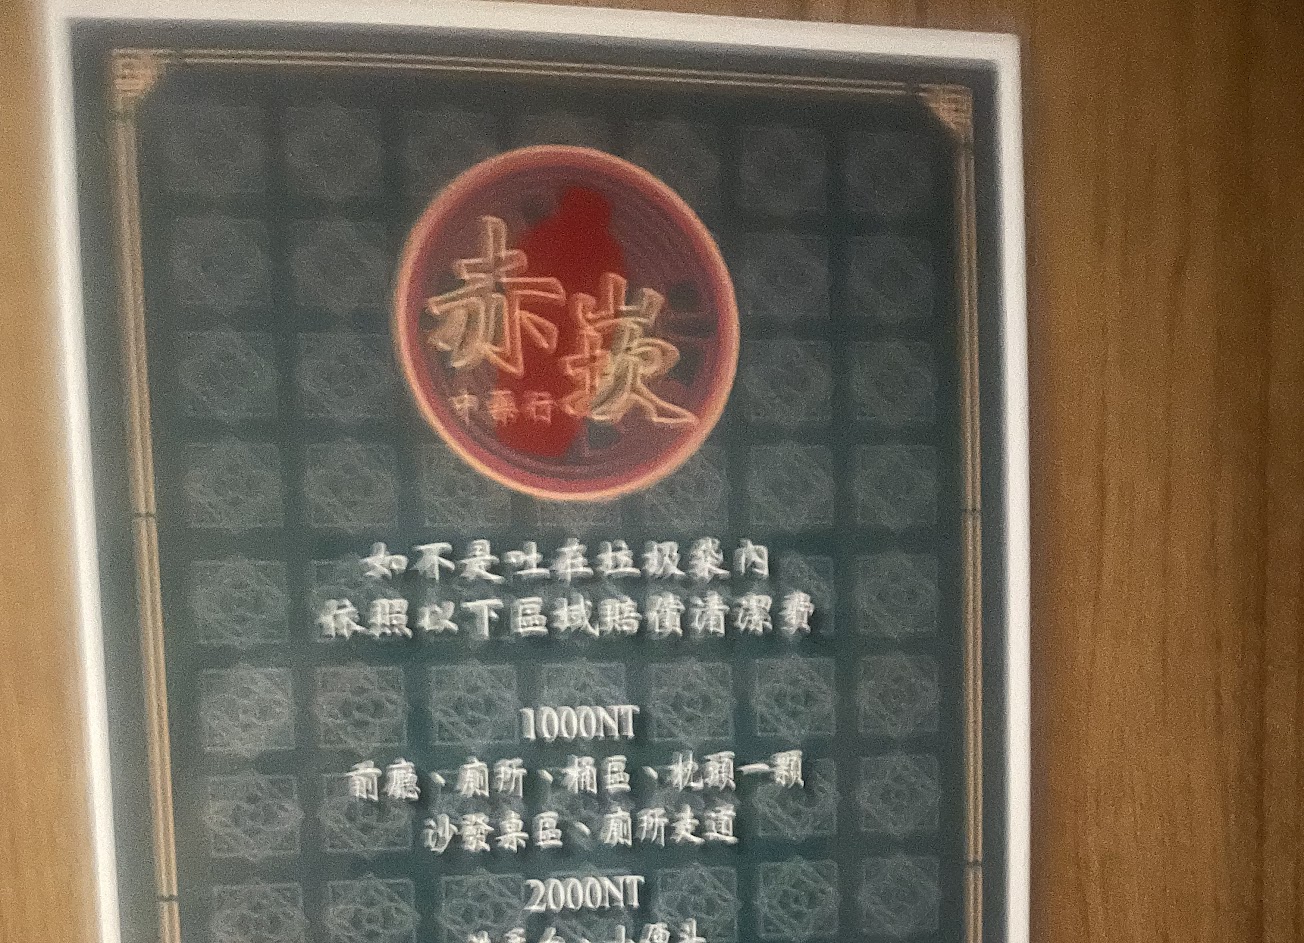 赤崁
中藥行
如不是吐在垃圾袋內
依照以下區域賠償清潔費
1000NT
前廳、廁所、桶區、枕頭一顆
沙發桌區、廁所走道
2000NT